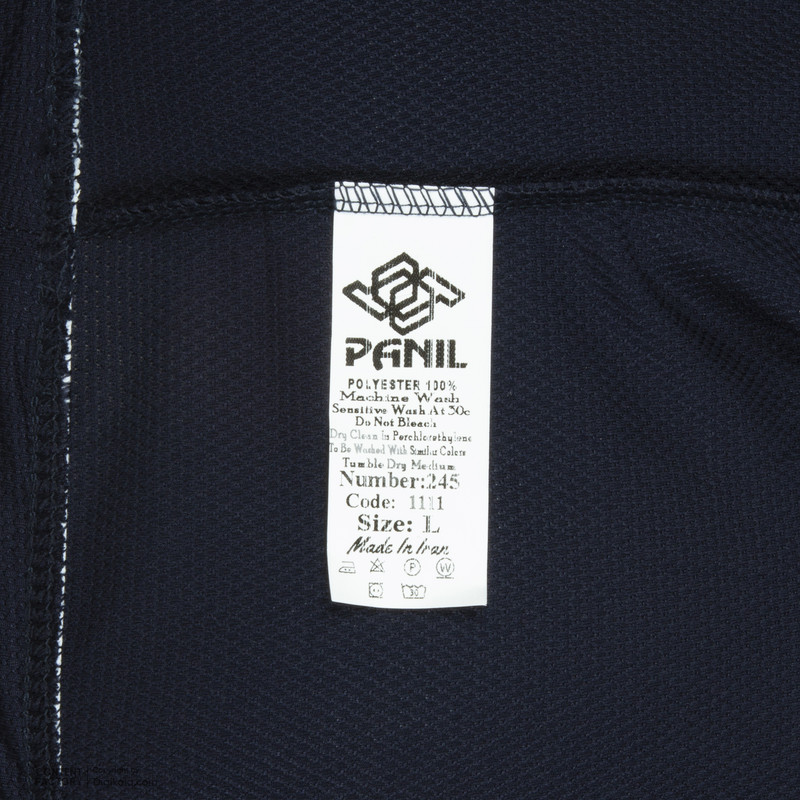 PANIL
POLYESTER 100%
Machine Wash
Sensitive Wash At 30c
Do Not Bleach
Dry Clean In Perchlorethylene
To Be Washed With Similar Colors
Tumble Dry Medium
Number:245
Code: 1111
Size: L
Made In Iran
P W
30